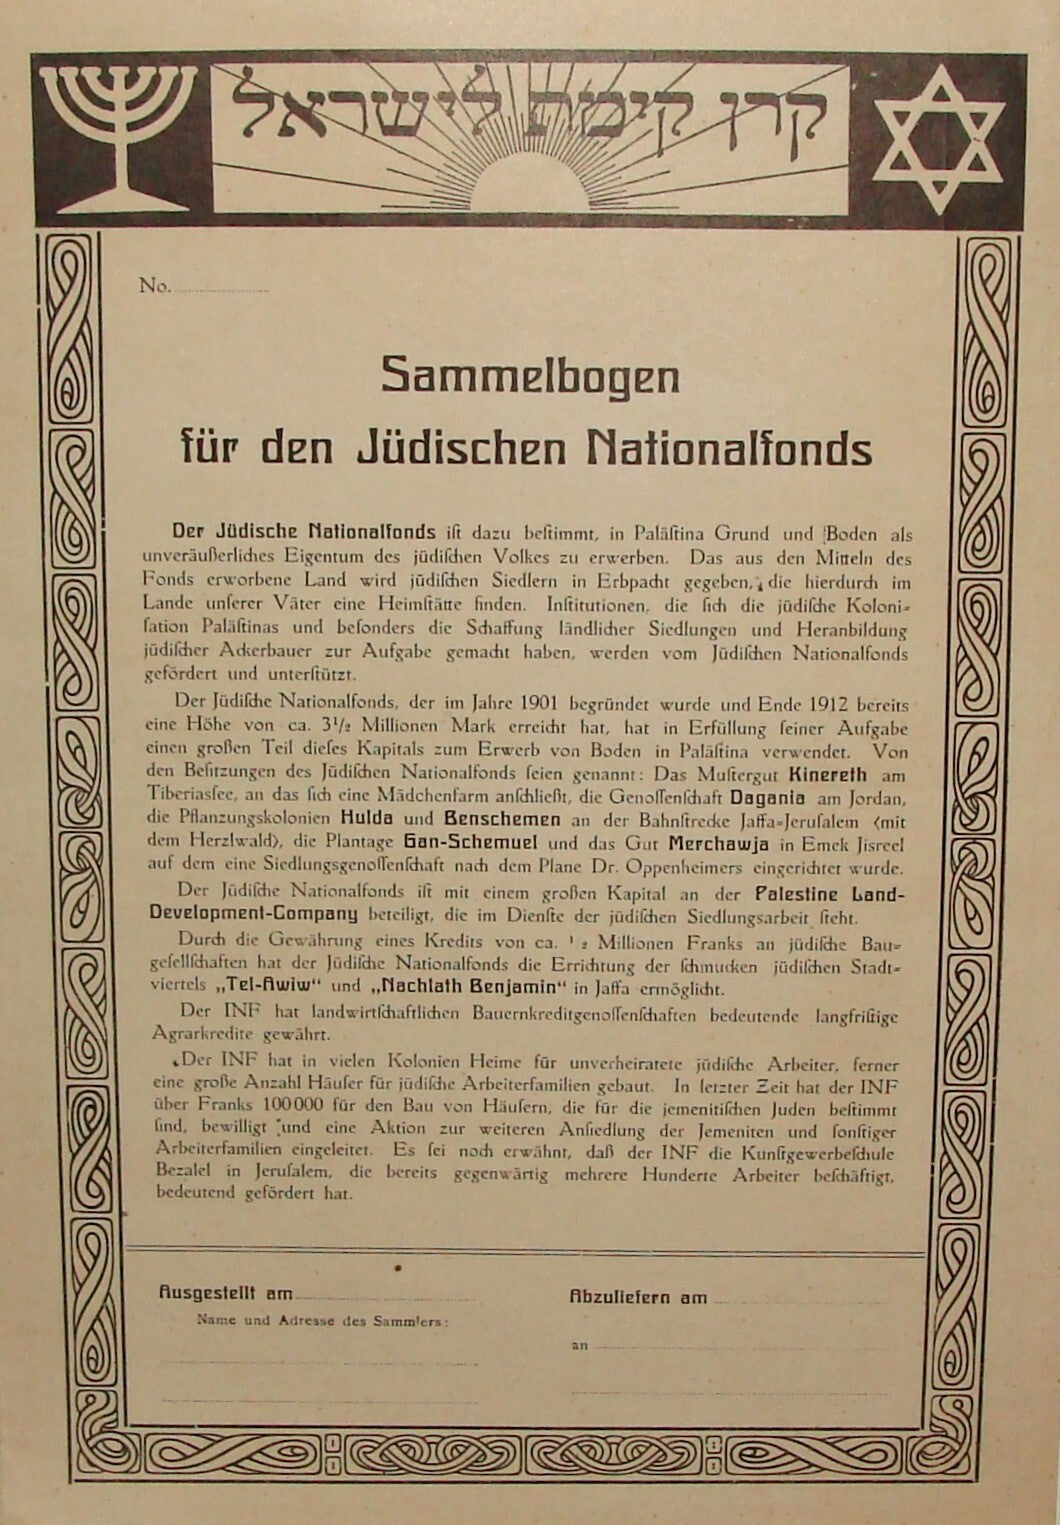 קרן קימת לישראל
No.
Sammelbogen
für den Jüdischen Nationalfonds
Der Jüdische Nationalfonds iſt dazu beſtimmt, in Paläſtina Grund und Boden als
unveräußerliches Eigentum des jüdiſchen Volkes zu erwerben. Das aus den Mitteln des
Fonds erworbene Land wird jüdiſchen Siedlern in Erbpacht gegeben, die hierdurch im
Lande unſerer Väter eine Heimſtätte finden. Inſtitutionen, die ſich die jüdiſche Koloni-
ſation Paläſtinas und beſonders die Schaffung ländlicher Siedlungen und Heranbildung
jüdiſcher Ackerbauer zur Aufgabe gemacht haben, werden vom Jüdiſchen Nationalfonds
gefördert und unterſtützt.
Der Jüdiſche Nationalfonds, der im Jahre 1901 begründet wurde und Ende 1912 bereits
eine Höhe von ca. 3½ Millionen Mark erreicht hat, hat in Erfüllung ſeiner Aufgabe
einen großen Teil dieſes Kapitals zum Erwerb von Boden in Paläſtina verwendet. Von
den Beſitzungen des Jüdiſchen Nationalfonds ſeien genannt: Das Muſtergut Kinereth am
Tiberiasſee, an das ſich eine Mädchenfarm anſchließt, die Genoſſenſchaft Dagania am Jordan,
die Pflanzungskolonien Hulda und Benschemen an der Bahnſtrecke Jaffa-Jeruſalem (mit
dem Herzlwald), die Plantage Gan-Schemuel und das Gut Merchawja in Emek Jisreel
auf dem eine Siedlungsgenoſſenſchaft nach dem Plane Dr. Oppenheimers eingerichtet wurde.
Der Jüdiſche Nationalfonds iſt mit einem großen Kapital an der Palestine Land-
Development-Company beteiligt, die im Dienſte der jüdiſchen Siedlungsarbeit ſteht.
Durch die Gewährung eines Kredits von ca. ½ Millionen Franks an jüdiſche Bau-
geſellſchaften hat der Jüdiſche Nationalfonds die Errichtung der ſchmucken jüdiſchen Stadt-
viertels „Tel-Awiw“ und „Nachlath Benjamin“ in Jaffa ermöglicht.
Der INF hat landwirtſchaftlichen Bauernkreditgenoſſenſchaften bedeutende langfriſtige
Agrarkredite gewährt.
Der INF hat in vielen Kolonien Heime für unverheiratete jüdiſche Arbeiter, ferner
eine große Anzahl Häuſer für jüdiſche Arbeiterfamilien gebaut. In letzter Zeit hat der INF
über Franks 100000 für den Bau von Häuſern, die für die jemenitiſchen Juden beſtimmt
ſind, bewilligt und eine Aktion zur weiteren Anſiedlung der Jemeniten und ſonſtiger
Arbeiterfamilien eingeleitet. Es ſei noch erwähnt, daß der INF die Kunſtgewerbeſchule
Bezalel in Jeruſalem, die bereits gegenwärtig mehrere Hunderte Arbeiter beſchäftigt,
bedeutend gefördert hat.
Ausgestellt am
Name und Adresse des Sammlers:
Abzuliefern am
an